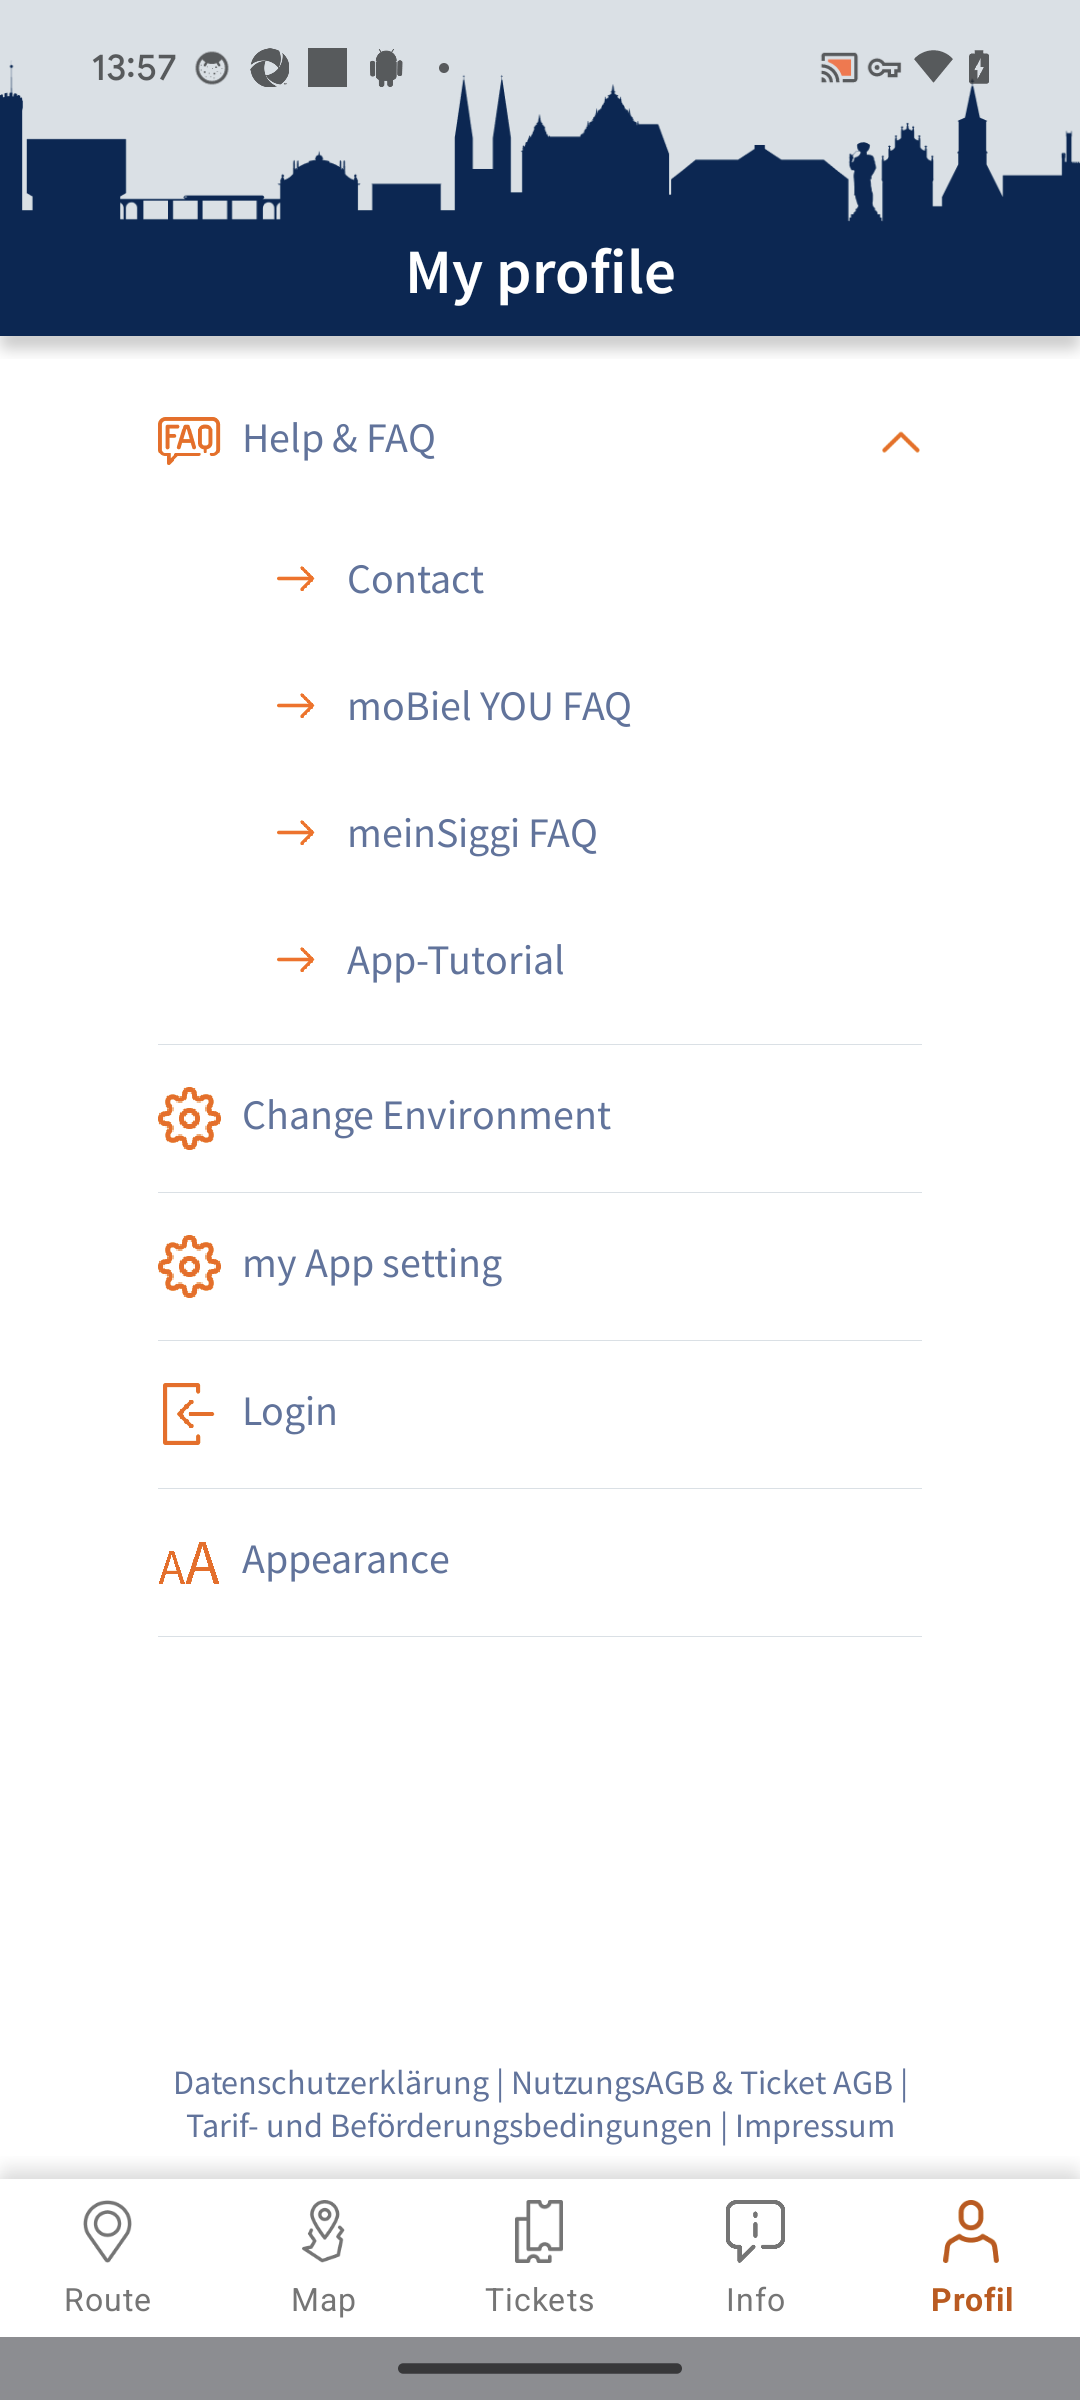 13:57
My profile
FAQ Help & FAQ
Contact
moBiel YOU FAQ
meinSiggi FAQ
App-Tutorial
Change Environment
my App setting
Login
AA Appearance
Datenschutzerklärung | NutzungsAGB & Ticket AGB |
Tarif- und Beförderungsbedingungen | Impressum
Route Map Tickets Info Profil